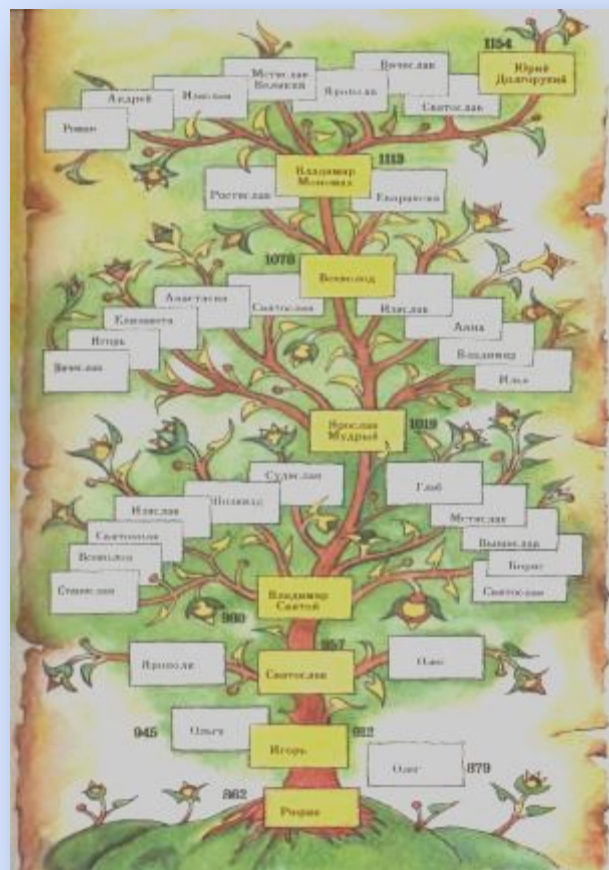 1154
Юрий
Долгорукий
Вячеслав
Мстислав
Великий
Ярополк
Изяслав
Святослав
Андрей
Роман
1113
Владимир
Мономах
Ростислав
Евпраксия
1078
Всеволод
Анастасия
Святослав
Изяслав
Елизавета
Анна
Игорь
Владимир
Вячеслав
Илья
Ярослав
Мудрый
1019
Судислав
Глеб
Позвизд
Изяслав
Мстислав
Святополк
Вышеслав
Всеволод
Борис
Станислав
Святослав
Владимир
Святой
980
957
Ярополк
Святослав
Олег
945
Ольга
912
Игорь
Олег
879
862
Рюрик